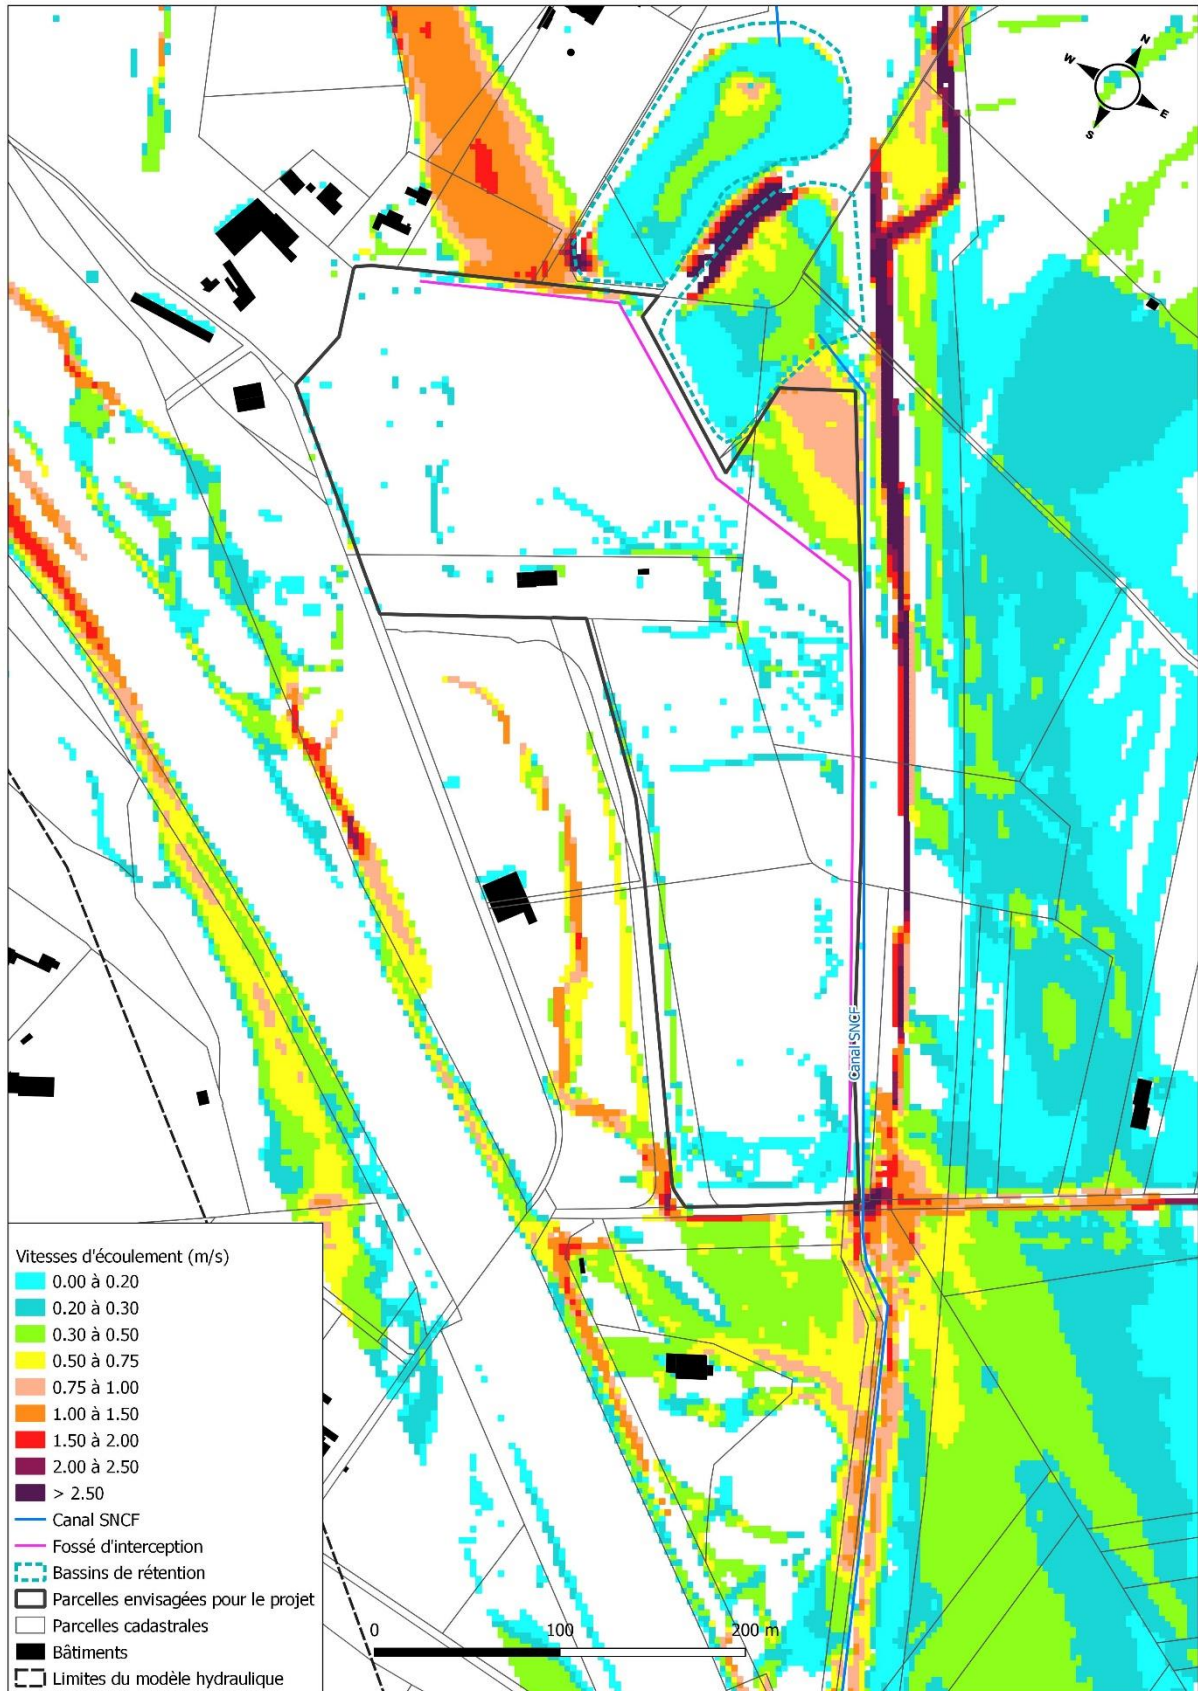 N
W
E
S
Canal SNCF
Vitesses d'écoulement (m/s)
0.00 à 0.20
0.20 à 0.30
0.30 à 0.50
0.50 à 0.75
0.75 à 1.00
1.00 à 1.50
1.50 à 2.00
2.00 à 2.50
> 2.50
Canal SNCF
Fossé d'interception
Bassins de rétention
Parcelles envisagées pour le projet
Parcelles cadastrales
Bâtiments
Limites du modèle hydraulique
0 100 200 m